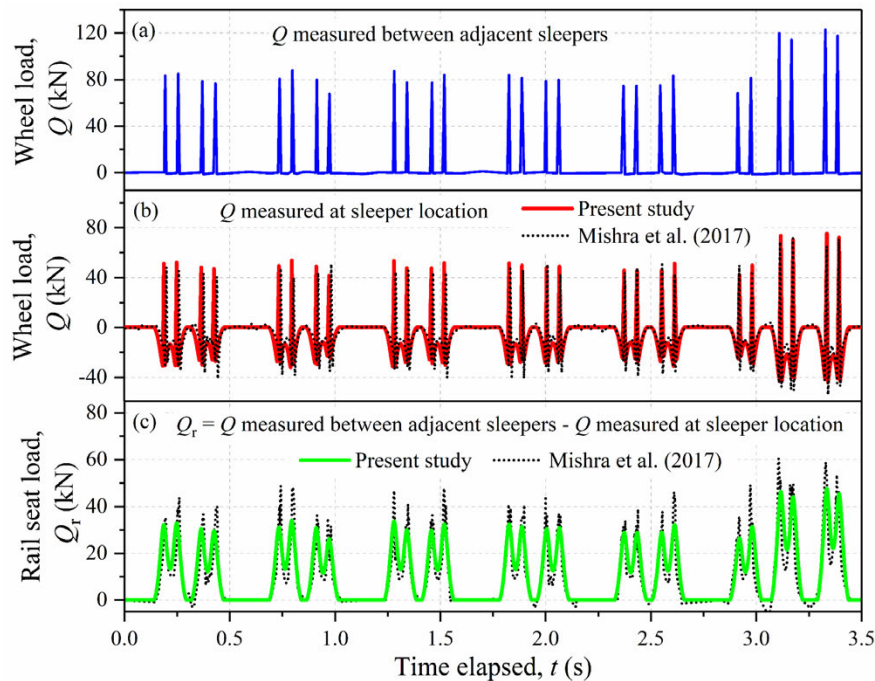 (a)
Q measured between adjacent sleepers
Wheel load,
Q (kN)
120
80
40
0
(b)
Q measured at sleeper location
Present study
Mishra et al. (2017)
Wheel load,
Q (kN)
80
40
0
-40
(c)
Qr = Q measured between adjacent sleepers - Q measured at sleeper location
Present study
Mishra et al. (2017)
Rail seat load,
Qr (kN)
80
60
40
20
0
0.0 0.5 1.0 1.5 2.0 2.5 3.0 3.5
Time elapsed, t (s)